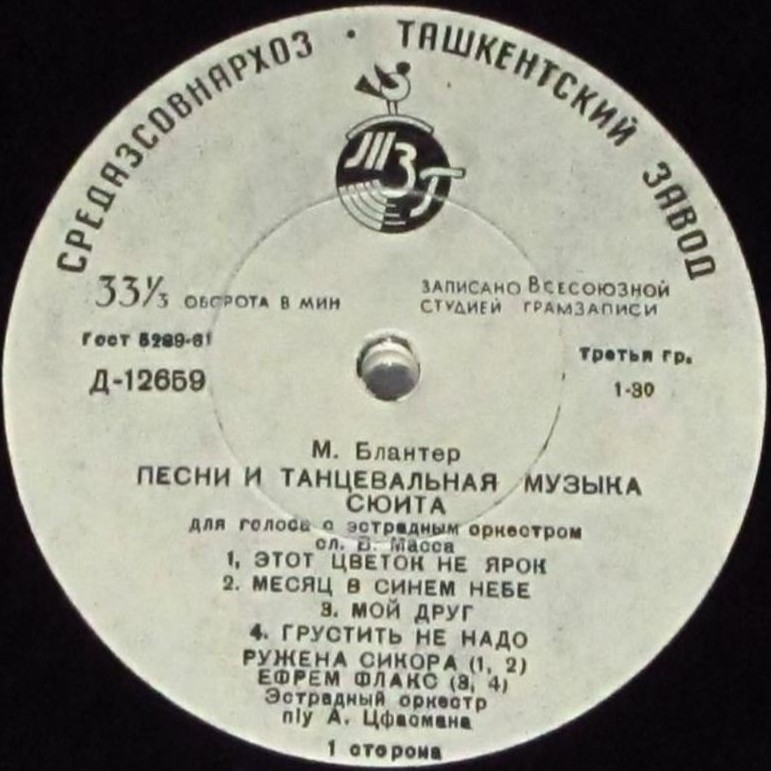 СРЕДАЗСОВНАРХОЗ · ТАШКЕНТСКИЙ ЗАВОД
ТЗГ
33⅓ ОБОРОТА В МИН
ЗАПИСАНО ВСЕСОЮЗНОЙ
СТУДИЕЙ ГРАМЗАПИСИ
Гост 5289-61
Третья гр.
Д-12659
1-30
М. Блантер
ПЕСНИ И ТАНЦЕВАЛЬНАЯ МУЗЫКА
СЮИТА
для голоса с эстрадным оркестром
сл. В. Масса
1, ЭТОТ ЦВЕТОК НЕ ЯРОК
2. МЕСЯЦ В СИНЕМ НЕБЕ
3. МОЙ ДРУГ
4. ГРУСТИТЬ НЕ НАДО
РУЖЕНА СИКОРА (1, 2)
ЕФРЕМ ФЛАКС (3, 4)
Эстрадный оркестр
п/у А. Цфасмана
1 сторона